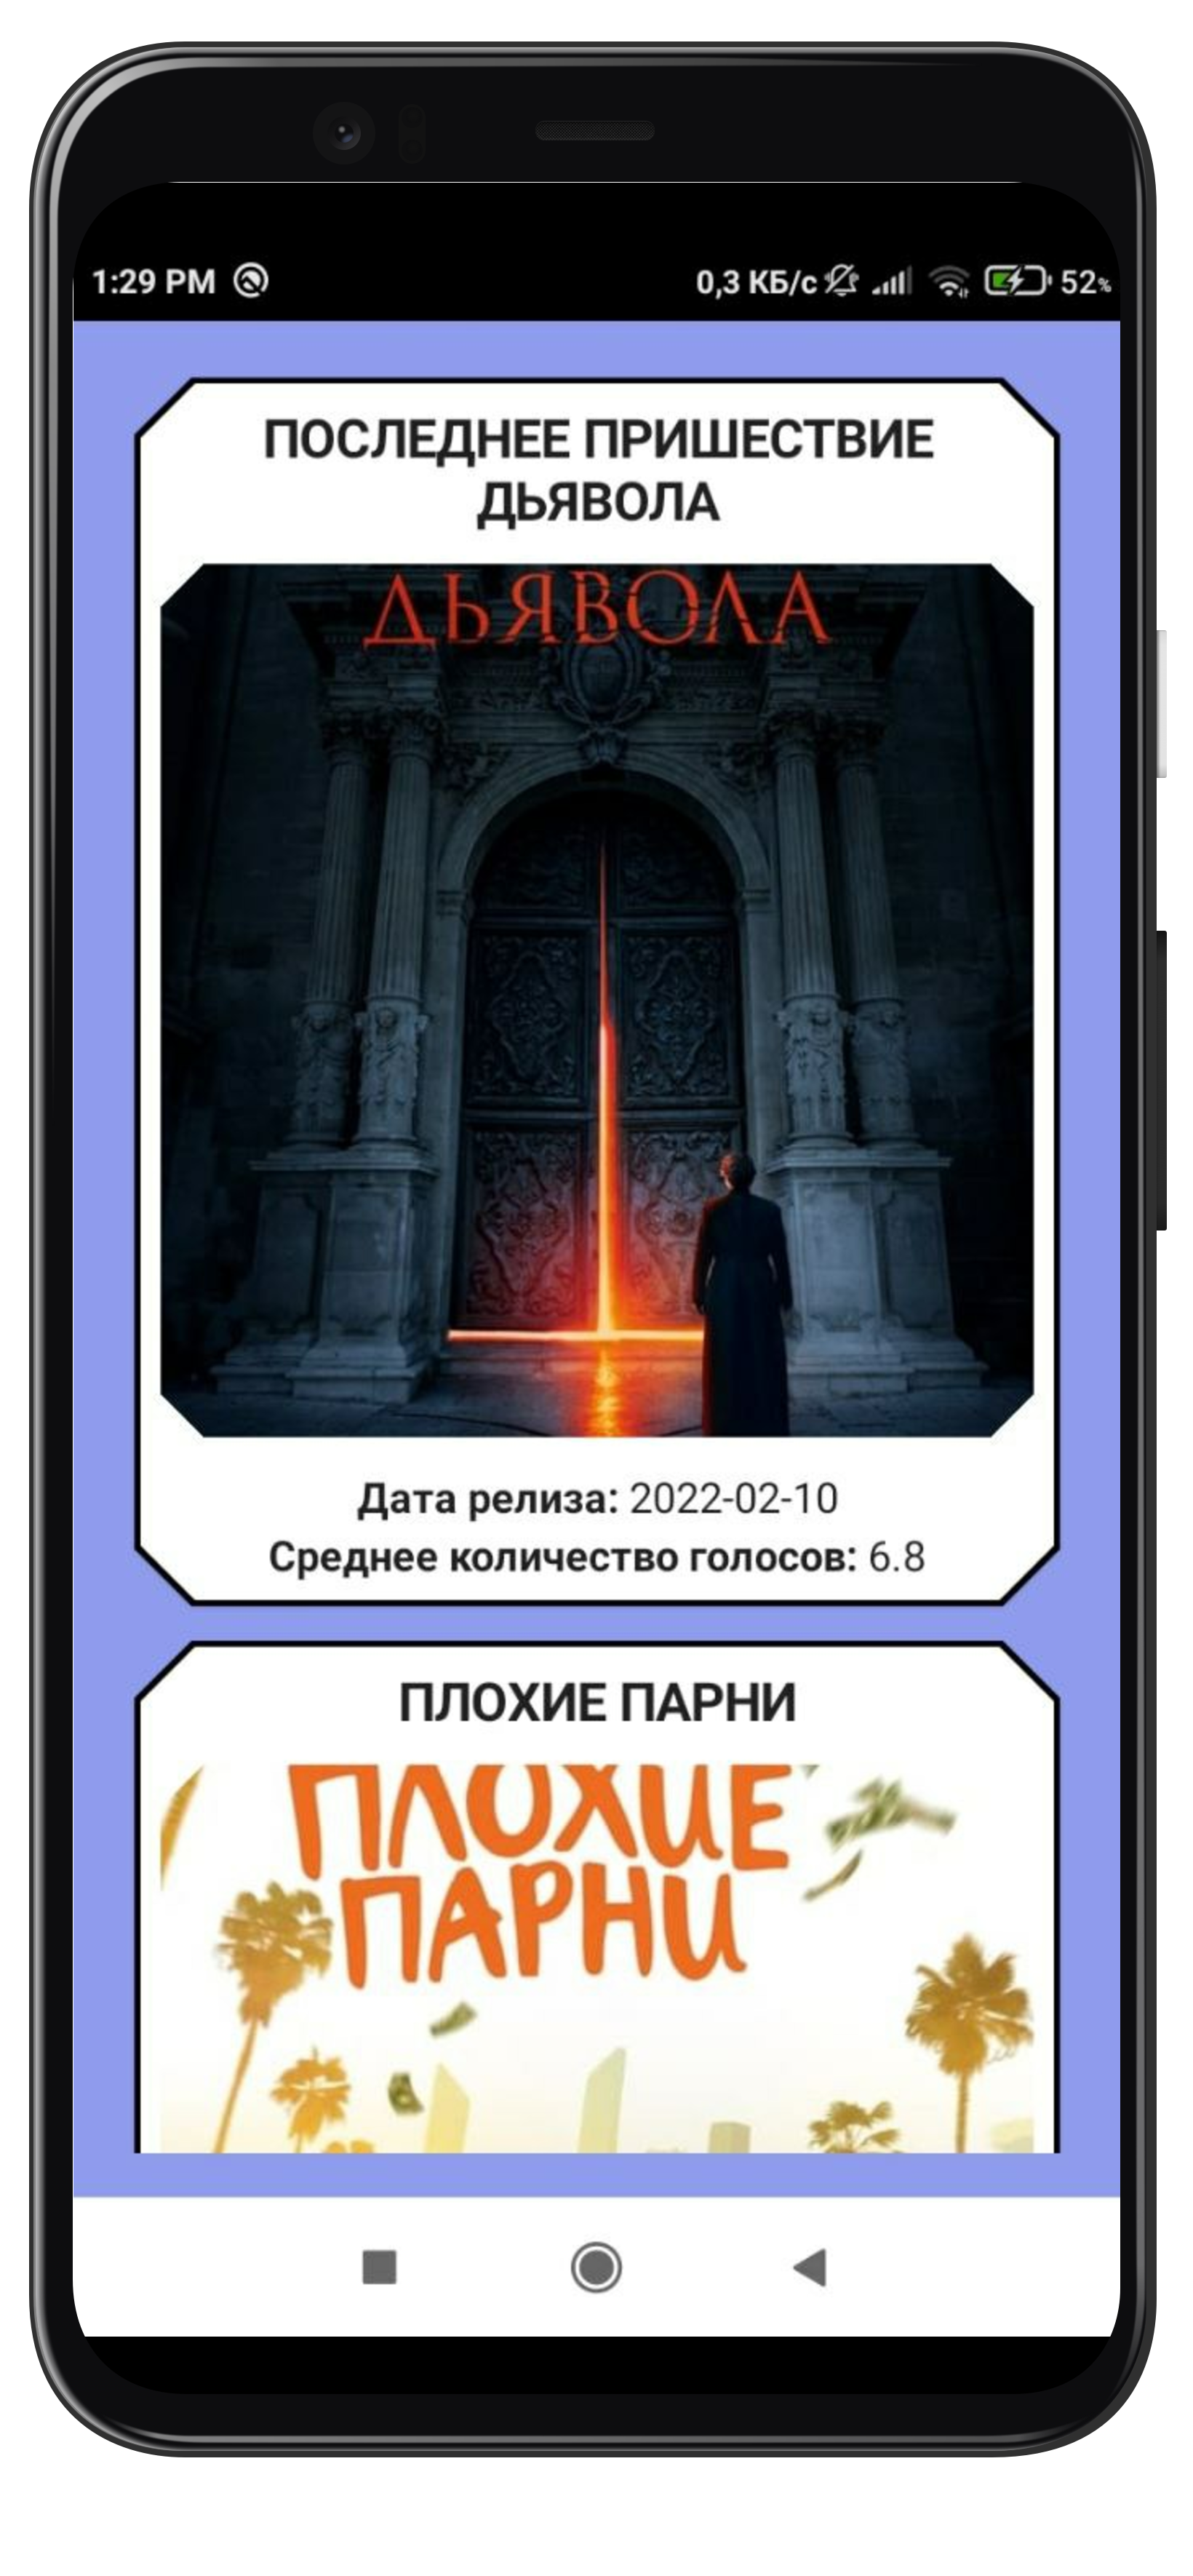 1:29 PM 0,3 КБ/с 52%
ПОСЛЕДНЕЕ ПРИШЕСТВИЕ
ДЬЯВОЛА
ДЬЯВОЛА
Дата релиза: 2022-02-10
Среднее количество голосов: 6.8
ПЛОХИЕ ПАРНИ
ПЛОХИЕ
ПАРНИ